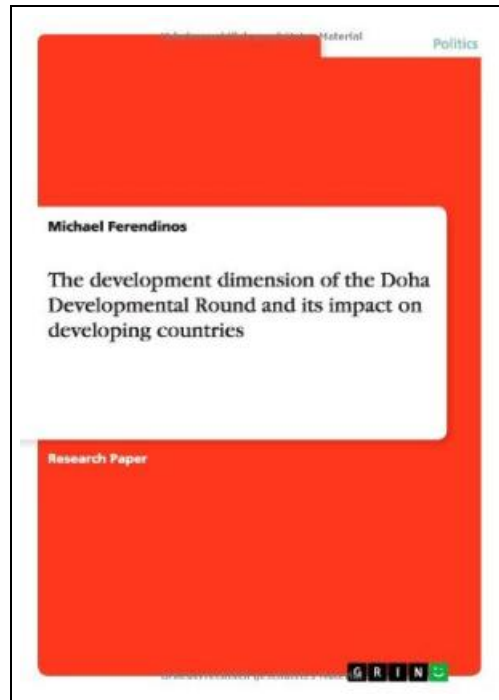 Material
Politics
Michael Ferendinos
The development dimension of the Doha
Developmental Round and its impact on
developing countries
Research Paper
GRIN